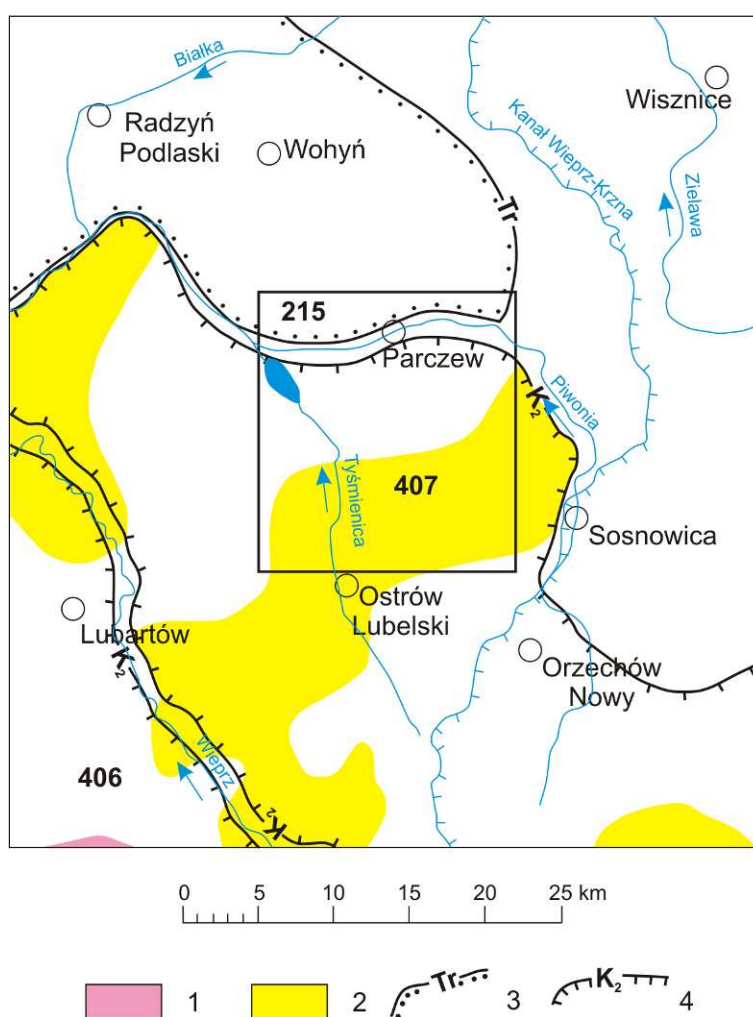 Białka
Radzyń
Podlaski
Wohyń
Wisznice
Kanał Wieprz-Krzna
Zielawa
Tr
215
Parczew
Piwonia
K₂
Tyśmienica
407
Sosnowica
Ostrów
Lubelski
Lubartów
K₂
Orzechów
Nowy
Wieprz
406
K₂
0 5 10 15 20 25 km
1 2 Tr 3 K₂ 4